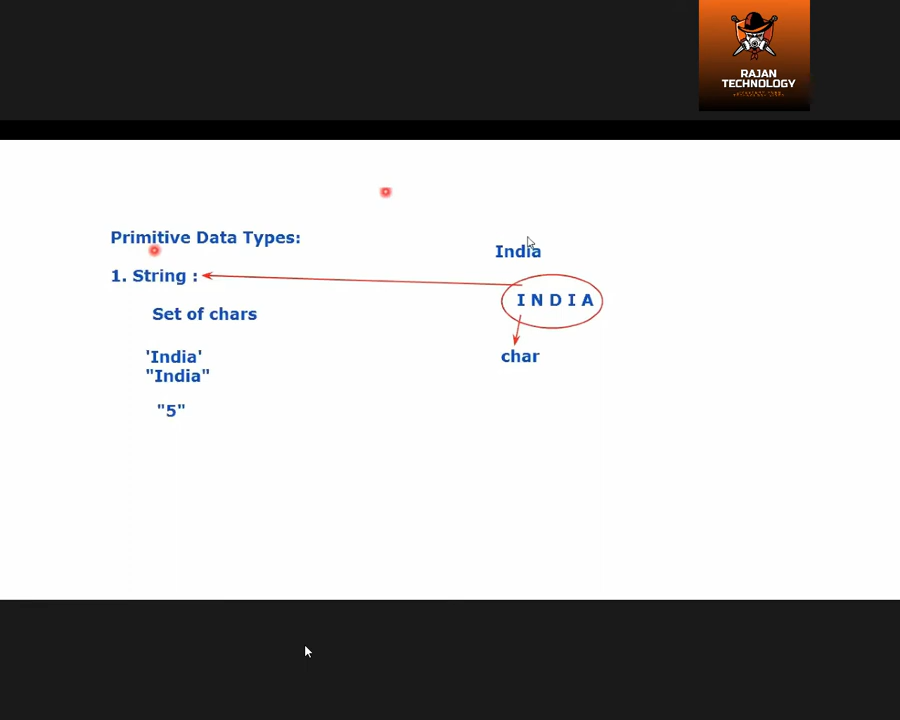 RAJAN
TECHNOLOGY
Primitive Data Types:
India
1. String :
I N D I A
Set of chars
'India'
char
"India"
"5"